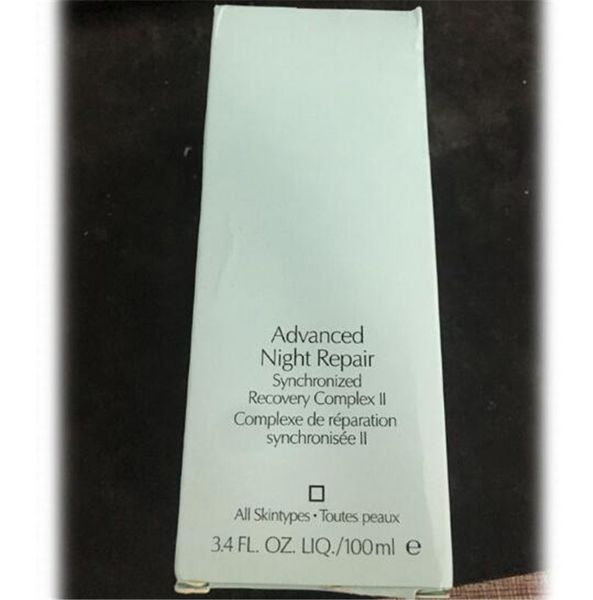 Advanced
Night Repair
Synchronized
Recovery Complex II
Complexe de réparation
synchronisée II
All Skintypes • Toutes peaux
3.4 FL. OZ. LIQ./100ml ℮